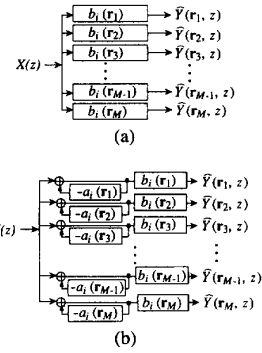 b_i (r_1) Ŷ(r_1, z)
b_i (r_2) Ŷ(r_2, z)
b_i (r_3) Ŷ(r_3, z)
X(z)
b_i (r_{M-1}) Ŷ(r_{M-1}, z)
b_i (r_M) Ŷ(r_M, z)
(a)
b_i (r_1) Ŷ(r_1, z)
-a_i (r_1)
b_i (r_2) Ŷ(r_2, z)
-a_i (r_2)
b_i (r_3) Ŷ(r_3, z)
(z)
-a_i (r_3)
b_i (r_{M-1}) Ŷ(r_{M-1}, z)
-a_i (r_{M-1})
b_i (r_M) Ŷ(r_M, z)
-a_i (r_M)
(b)